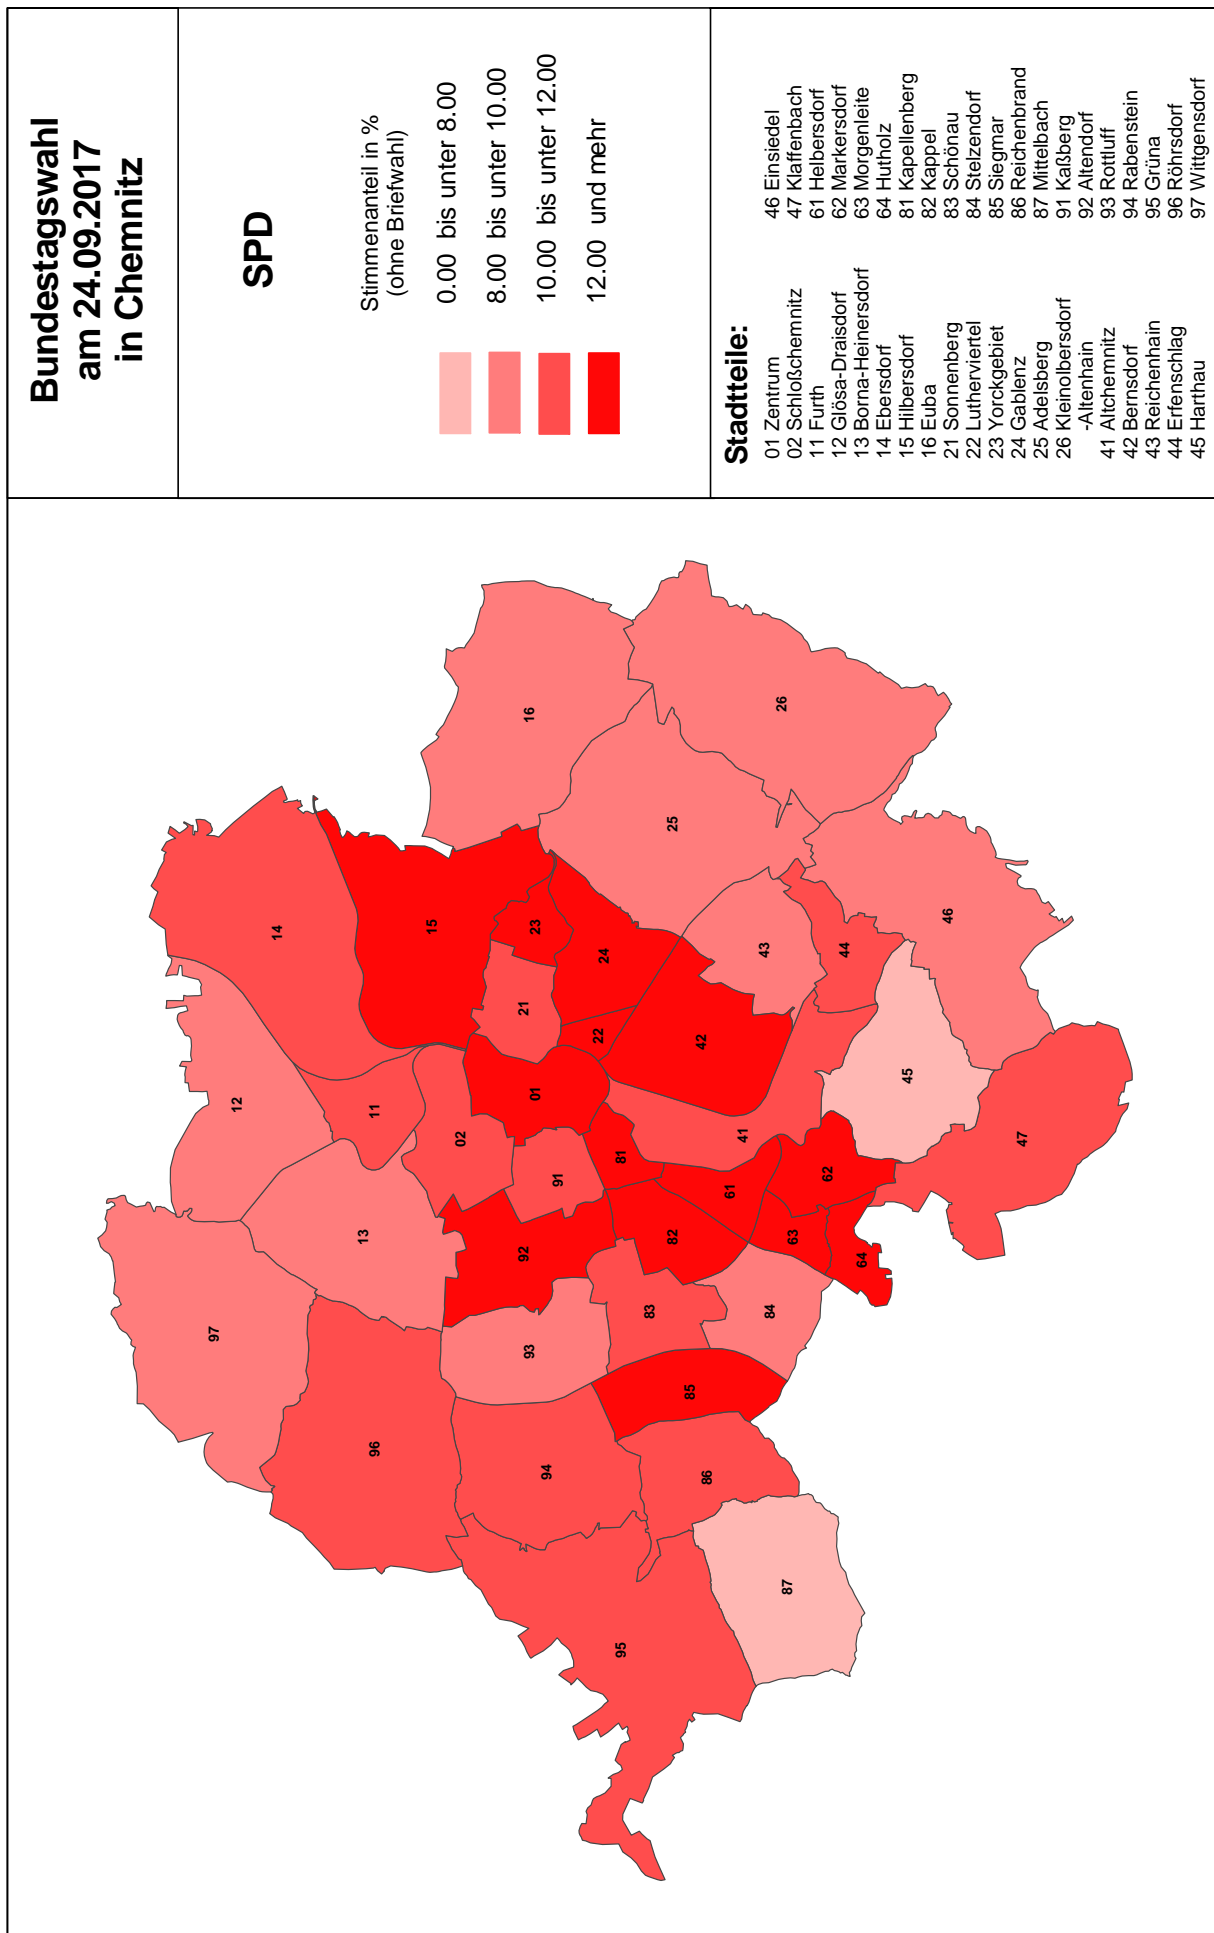 Bundestagswahl
am 24.09.2017
in Chemnitz
SPD
Stimmenanteil in %
(ohne Briefwahl)
0.00 bis unter 8.00
8.00 bis unter 10.00
10.00 bis unter 12.00
12.00 und mehr
Stadtteile:
01 Zentrum
02 Schloßchemnitz
11 Furth
12 Glösa-Draisdorf
13 Borna-Heinersdorf
14 Ebersdorf
15 Hilbersdorf
16 Euba
21 Sonnenberg
22 Lutherviertel
23 Yorckgebiet
24 Gablenz
25 Adelsberg
26 Kleinolbersdorf
-Altenhain
41 Altchemnitz
42 Bernsdorf
43 Reichenhain
44 Erfenschlag
45 Harthau
46 Einsiedel
47 Klaffenbach
61 Helbersdorf
62 Markersdorf
63 Morgenleite
64 Hutholz
81 Kapellenberg
82 Kappel
83 Schönau
84 Stelzendorf
85 Siegmar
86 Reichenbrand
87 Mittelbach
91 Kaßberg
92 Altendorf
93 Rottluff
94 Rabenstein
95 Grüna
96 Röhrsdorf
97 Wittgensdorf
97
12
14
13
11
96
15
02
16
21
23
01
92
93
94
91
22
24
81
95
83
82
25
85
42
86
61
41
43
84
26
87
63
62
44
64
45
46
47